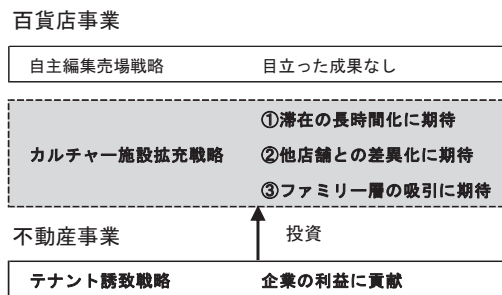 百貨店事業
自主編集売場戦略 目立った成果なし
①滞在の長時間化に期待
カルチャー施設拡充戦略 ②他店舗との差異化に期待
③ファミリー層の吸引に期待
不動産事業 投資
テナント誘致戦略 企業の利益に貢献